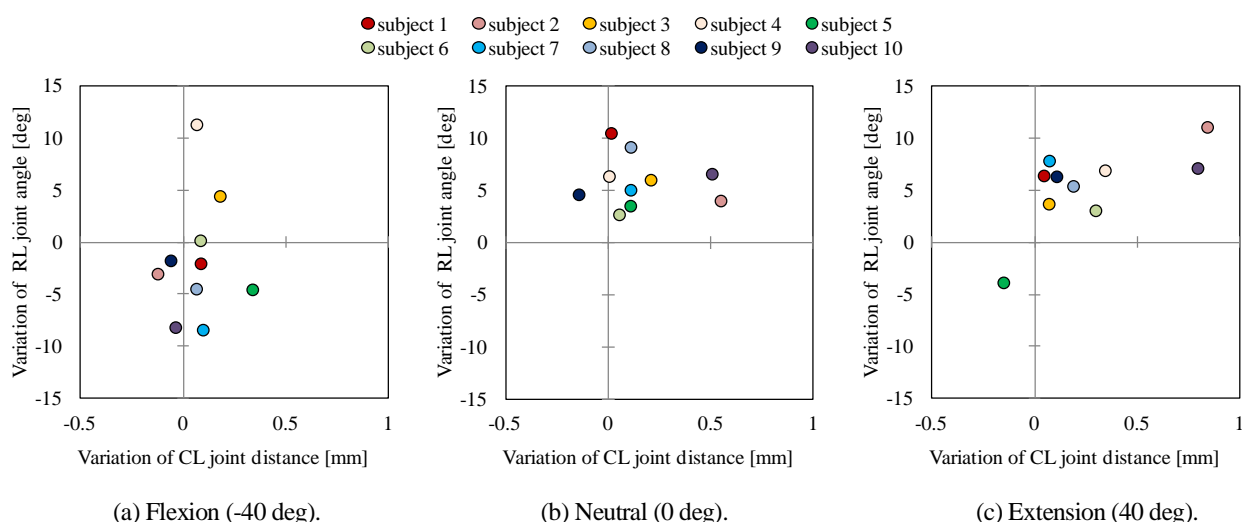 subject 1 subject 2 subject 3 subject 4 subject 5
subject 6 subject 7 subject 8 subject 9 subject 10
15
10
5
0
-5
-10
-15
-0.5 0 0.5 1
Variation of RL joint angle [deg]
Variation of CL joint distance [mm]
(a) Flexion (-40 deg).
15
10
5
0
-5
-10
-15
-0.5 0 0.5 1
Variation of RL joint angle [deg]
Variation of CL joint distance [mm]
(b) Neutral (0 deg).
15
10
5
0
-5
-10
-15
-0.5 0 0.5 1
Variation of RL joint angle [deg]
Variation of CL joint distance [mm]
(c) Extension (40 deg).